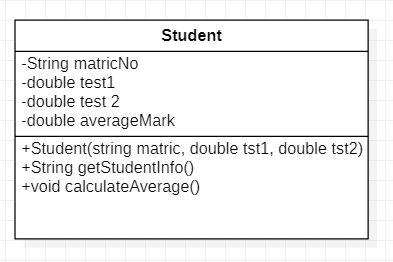 Student
-String matricNo
-double test1
-double test 2
-double averageMark
+Student(string matric, double tst1, double tst2)
+String getStudentInfo()
+void calculateAverage()